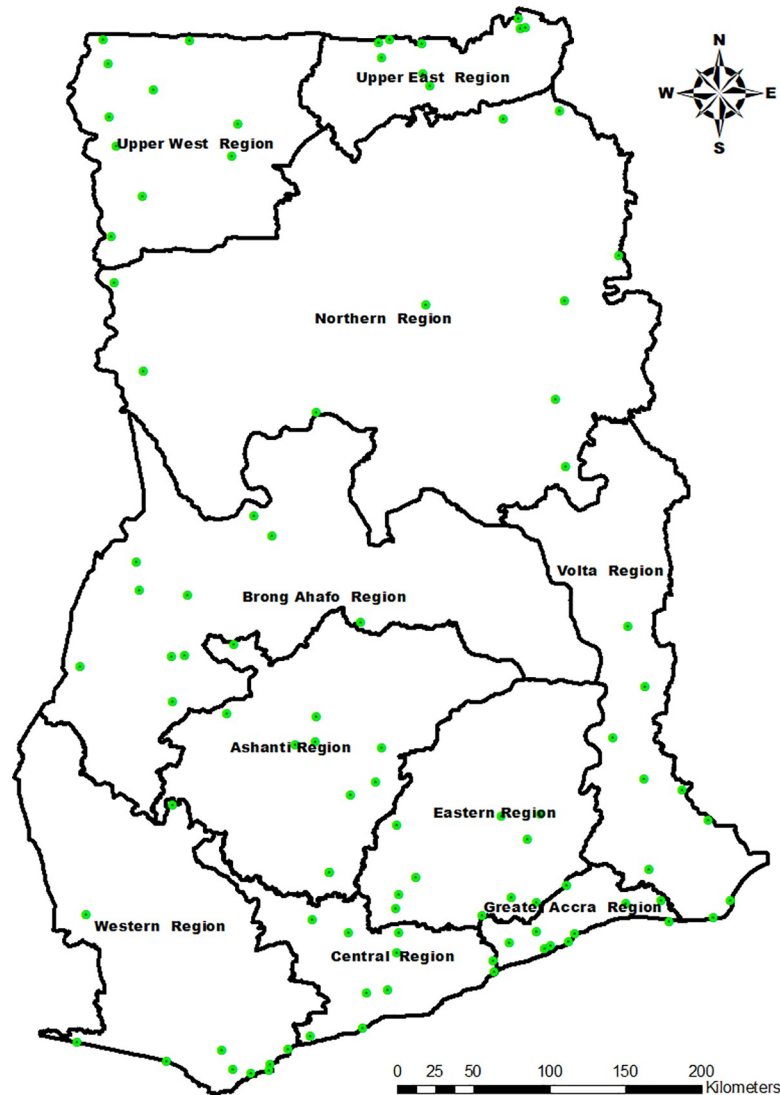 Upper East Region
N
W E
S
Upper West Region
Northern Region
Volta Region
Brong Ahafo Region
Ashanti Region
Eastern Region
Greater Accra Region
Western Region
Central Region
0 25 50 100 150 200
Kilometers